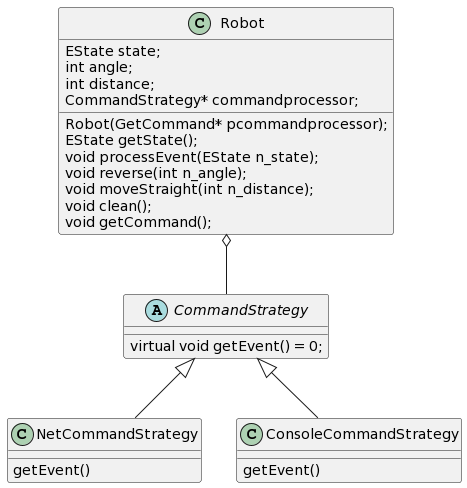 C Robot
EState state;
int angle;
int distance;
CommandStrategy* commandprocessor;
Robot(GetCommand* pcommandprocessor);
EState getState();
void processEvent(EState n_state);
void reverse(int n_angle);
void moveStraight(int n_distance);
void clean();
void getCommand();
A CommandStrategy
virtual void getEvent() = 0;
C NetCommandStrategy
getEvent()
C ConsoleCommandStrategy
getEvent()